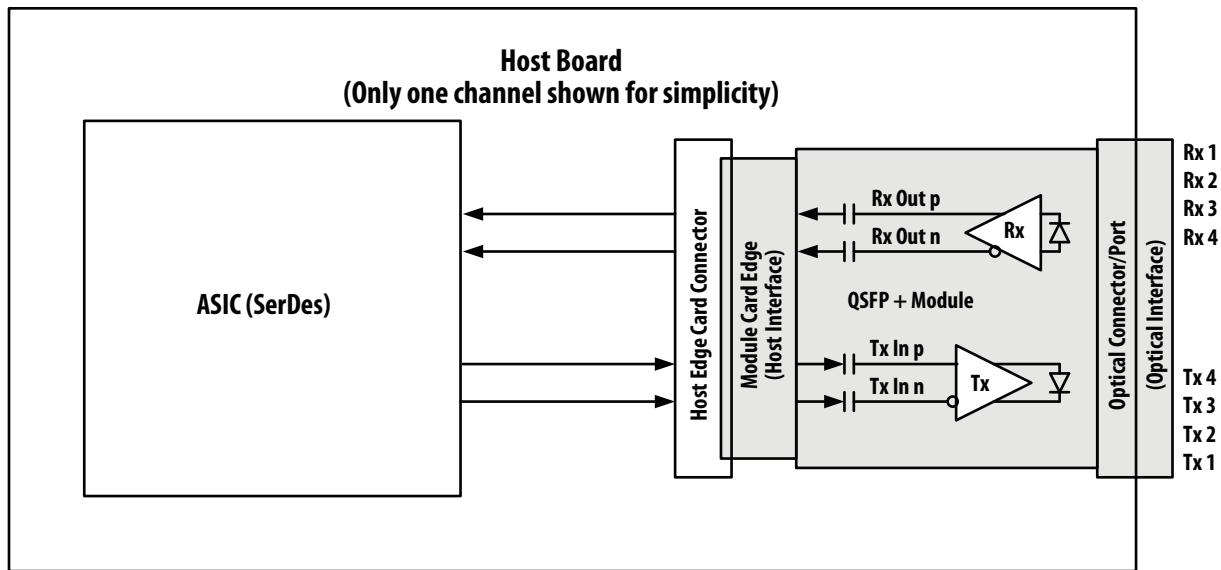 Host Board
(Only one channel shown for simplicity)
ASIC (SerDes)
Host Edge Card Connector
Module Card Edge
(Host Interface)
Rx Out p
Rx Out n
Rx
QSFP + Module
Tx In p
Tx In n
Tx
Optical Connector/Port
(Optical Interface)
Rx 1
Rx 2
Rx 3
Rx 4
Tx 4
Tx 3
Tx 2
Tx 1